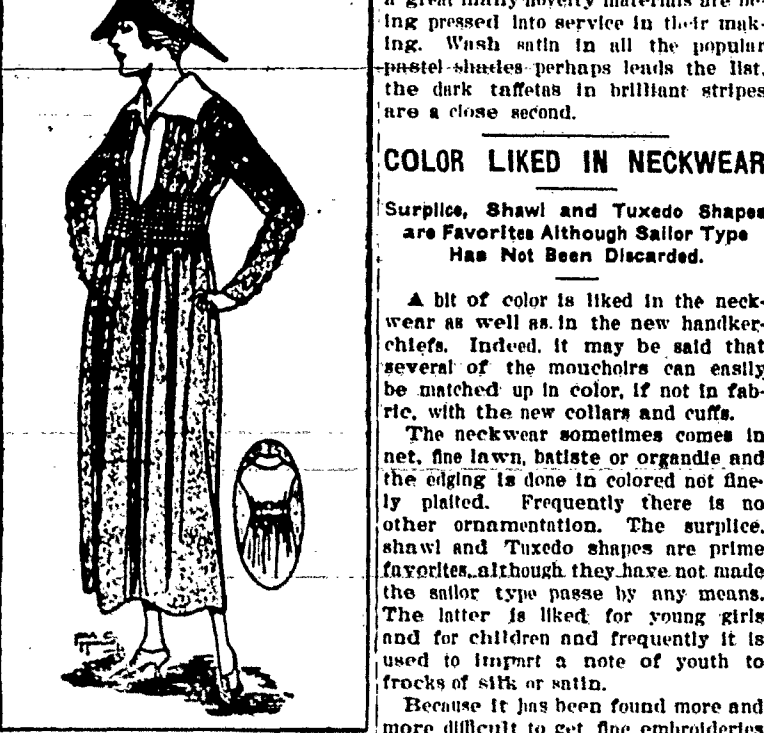 a great many novelty materials are be-
ing pressed into service in their mak-
ing. Wash satin in all the popular
pastel shades perhaps leads the list,
the dark taffetas in brilliant stripes
are a close second.
COLOR LIKED IN NECKWEAR
Surplice, Shawl and Tuxedo Shapes
are Favorites Although Sailor Type
Has Not Been Discarded.
A bit of color is liked in the neck-
wear as well as in the new handker-
chiefs. Indeed, it may be said that
several of the mouchoirs can easily
be matched up in color, if not in fab-
ric, with the new collars and cuffs.
The neckwear sometimes comes in
net, fine lawn, batiste or organdie and
the edging is done in colored not fine-
ly plaited. Frequently there is no
other ornamentation. The surplice,
shawl and Tuxedo shapes are prime
favorites, although they have not made
the sailor type passe by any means.
The latter is liked for young girls
and for children and frequently it is
used to impart a note of youth to
frocks of silk or satin.
Because it has been found more and
more difficult to get fine embroideries